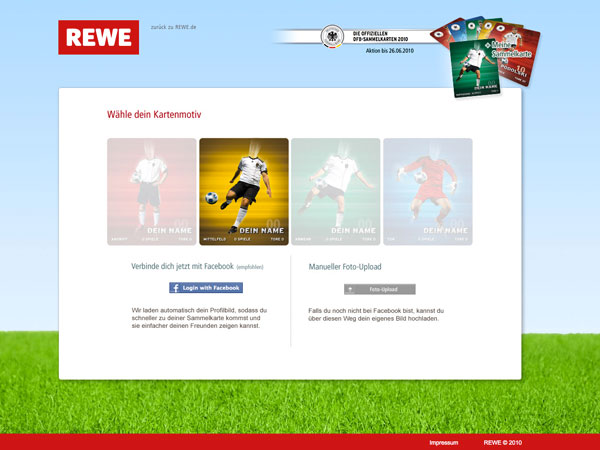 REWE
zurück zu REWE.de
DIE OFFIZIELLEN
DFB-SAMMELKARTEN 2010
Aktion bis 26.06.2010
Meine
Sammelkarte
10
PODOLSKI
00
DEIN NAME
Wähle dein Kartenmotiv
00
DEIN NAME
ANGRIFF 0 SPIELE TORE 0
00
DEIN NAME
MITTELFELD 0 SPIELE TORE 0
00
DEIN NAME
ABWEHR 0 SPIELE TORE 0
00
DEIN NAME
TOR 0 SPIELE TORE 0
Verbinde dich jetzt mit Facebook (empfohlen)
f Login with Facebook
Wir laden automatisch dein Profilbild, sodass du
schneller zu deiner Sammelkarte kommst und
sie einfacher deinen Freunden zeigen kannst.
Manueller Foto-Upload
+ Foto-Upload
Falls du noch nicht bei Facebook bist, kannst du
über diesen Weg dein eigenes Bild hochladen.
Impressum
REWE © 2010